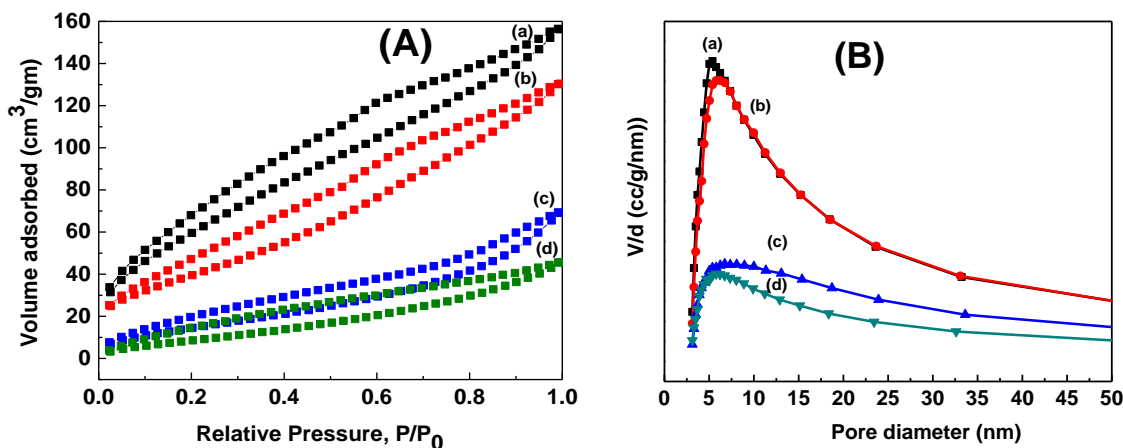 (A)
(a)
(b)
(c)
(d)
160
140
120
100
80
60
40
20
0
0.0 0.2 0.4 0.6 0.8 1.0
Volume adsorbed (cm³/gm)
Relative Pressure, P/P₀
(B)
(a)
(b)
(c)
(d)
V/d (cc/g/nm))
0 5 10 15 20 25 30 35 40 45 50
Pore diameter (nm)